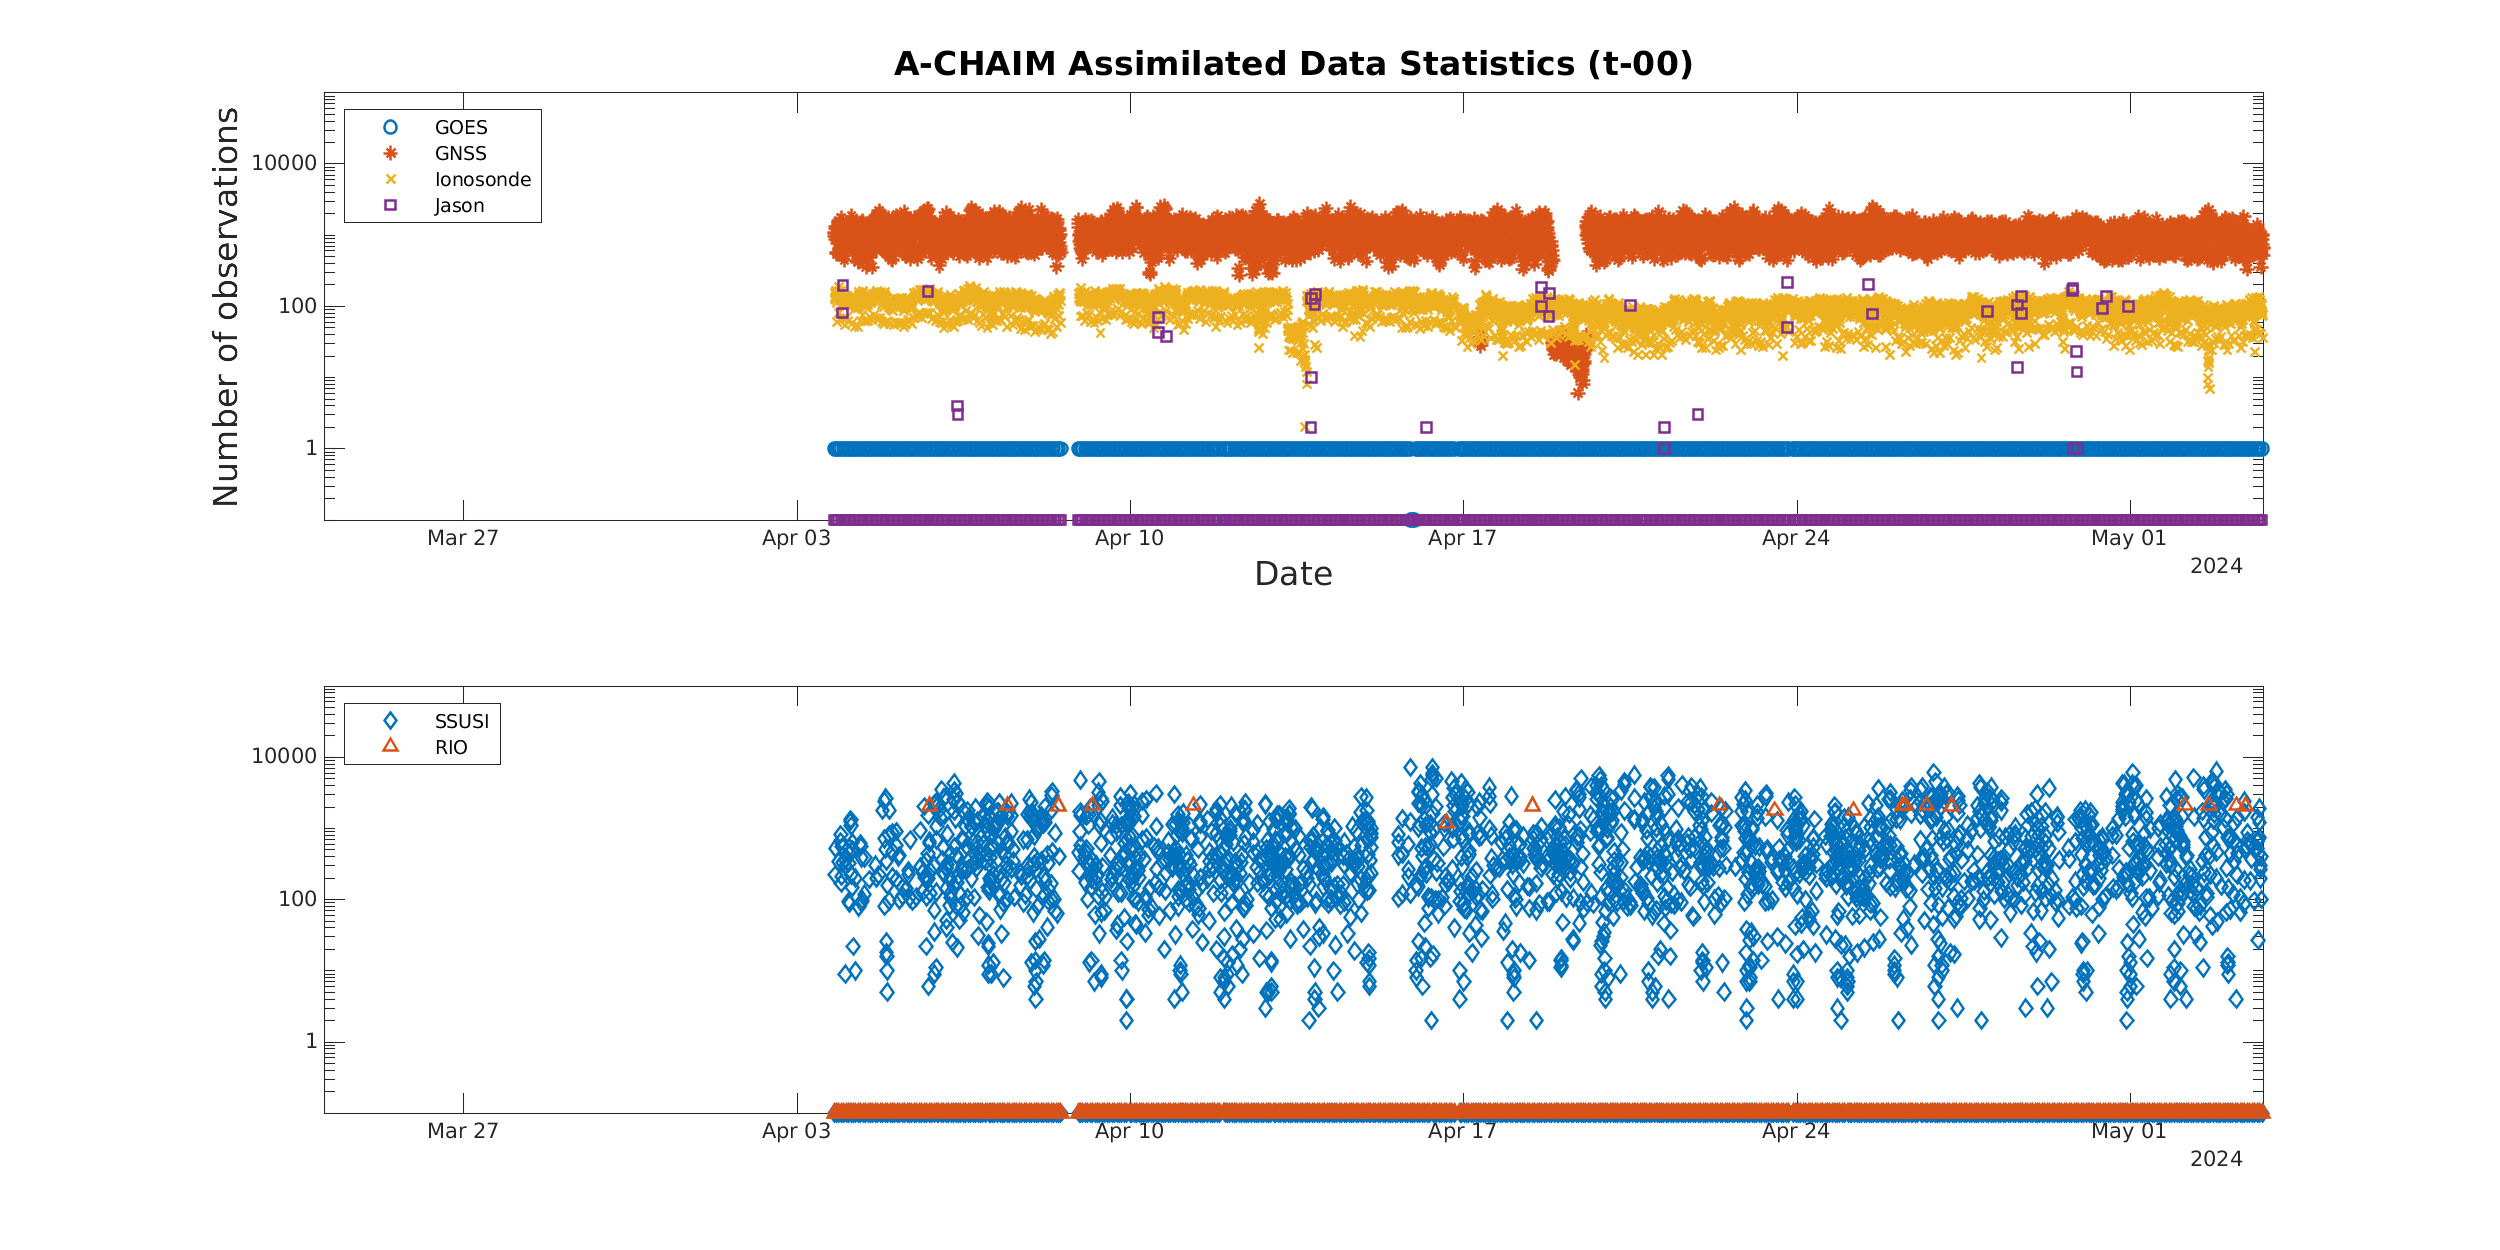 A-CHAIM Assimilated Data Statistics (t-00)
Number of observations
10000
100
1
GOES
GNSS
Ionosonde
Jason
Mar 27
Apr 03
Apr 10
Apr 17
Apr 24
May 01
2024
Date
10000
100
1
SSUSI
RIO
Mar 27
Apr 03
Apr 10
Apr 17
Apr 24
May 01
2024